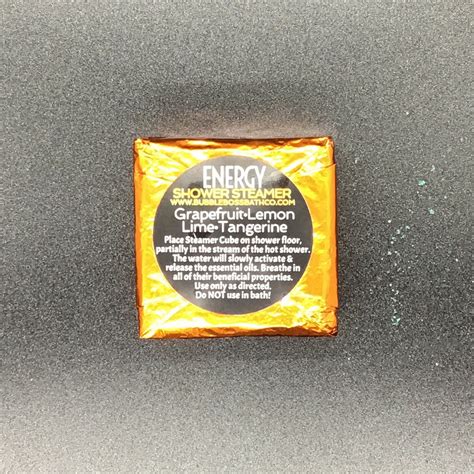 ENERGY
SHOWER STEAMER
WWW.BUBBLEBOSSBATHCO.COM
Grapefruit•Lemon
Lime•Tangerine
Place Steamer Cube on shower floor,
partially in the stream of the hot shower.
The water will slowly activate &
release the essential oils. Breathe in
all of their beneficial properties.
Use only as directed.
Do NOT use in bath!